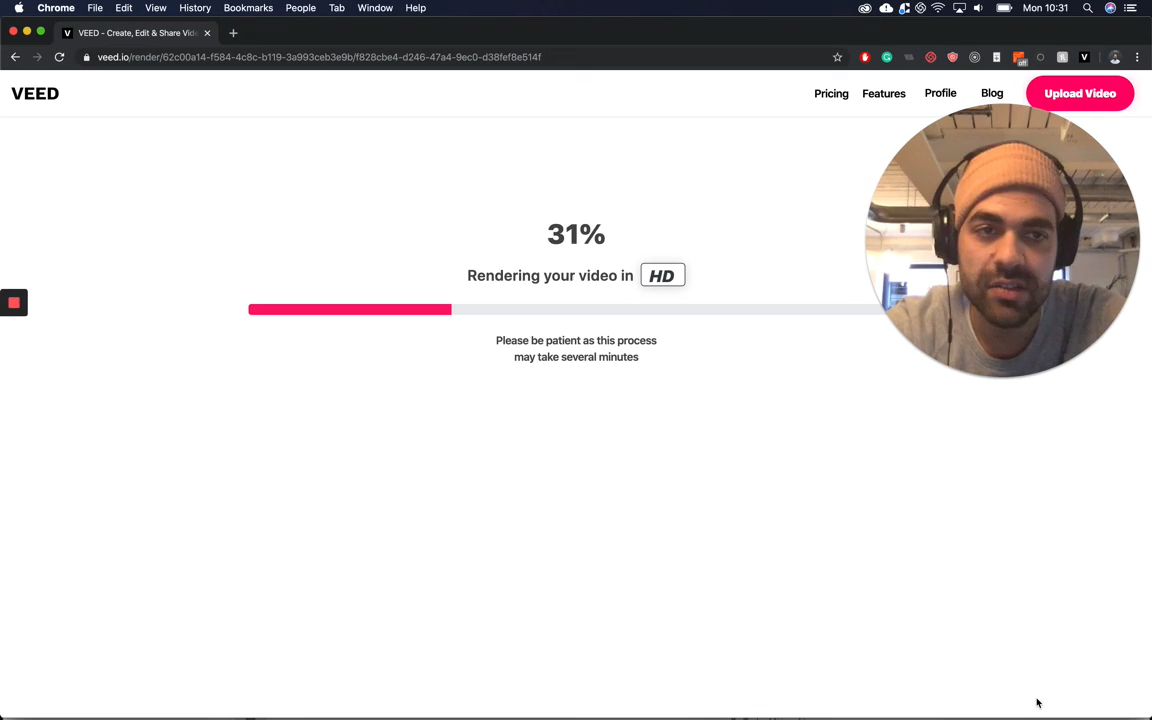 Chrome File Edit View History Bookmarks People Tab Window Help Mon 10:31
V VEED - Create, Edit & Share Vide
veed.io/render/62c00a14-f584-4c8c-b119-3a993ceb3e9b/f828cbe4-d246-47a4-9ec0-d38fef8e514f off V
VEED Pricing Features Profile Blog Upload Video
31%
Rendering your video in HD
Please be patient as this process
may take several minutes